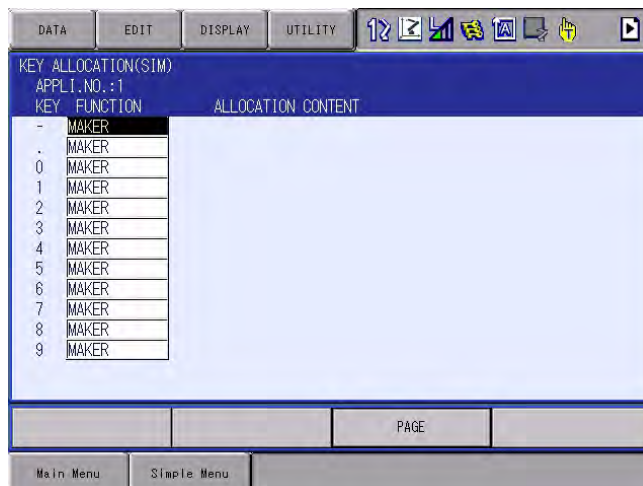 DATA EDIT DISPLAY UTILITY
KEY ALLOCATION(SIM)
APPLI.NO.:1
KEY FUNCTION ALLOCATION CONTENT
- MAKER
. MAKER
0 MAKER
1 MAKER
2 MAKER
3 MAKER
4 MAKER
5 MAKER
6 MAKER
7 MAKER
8 MAKER
9 MAKER
PAGE
Main Menu Simple Menu